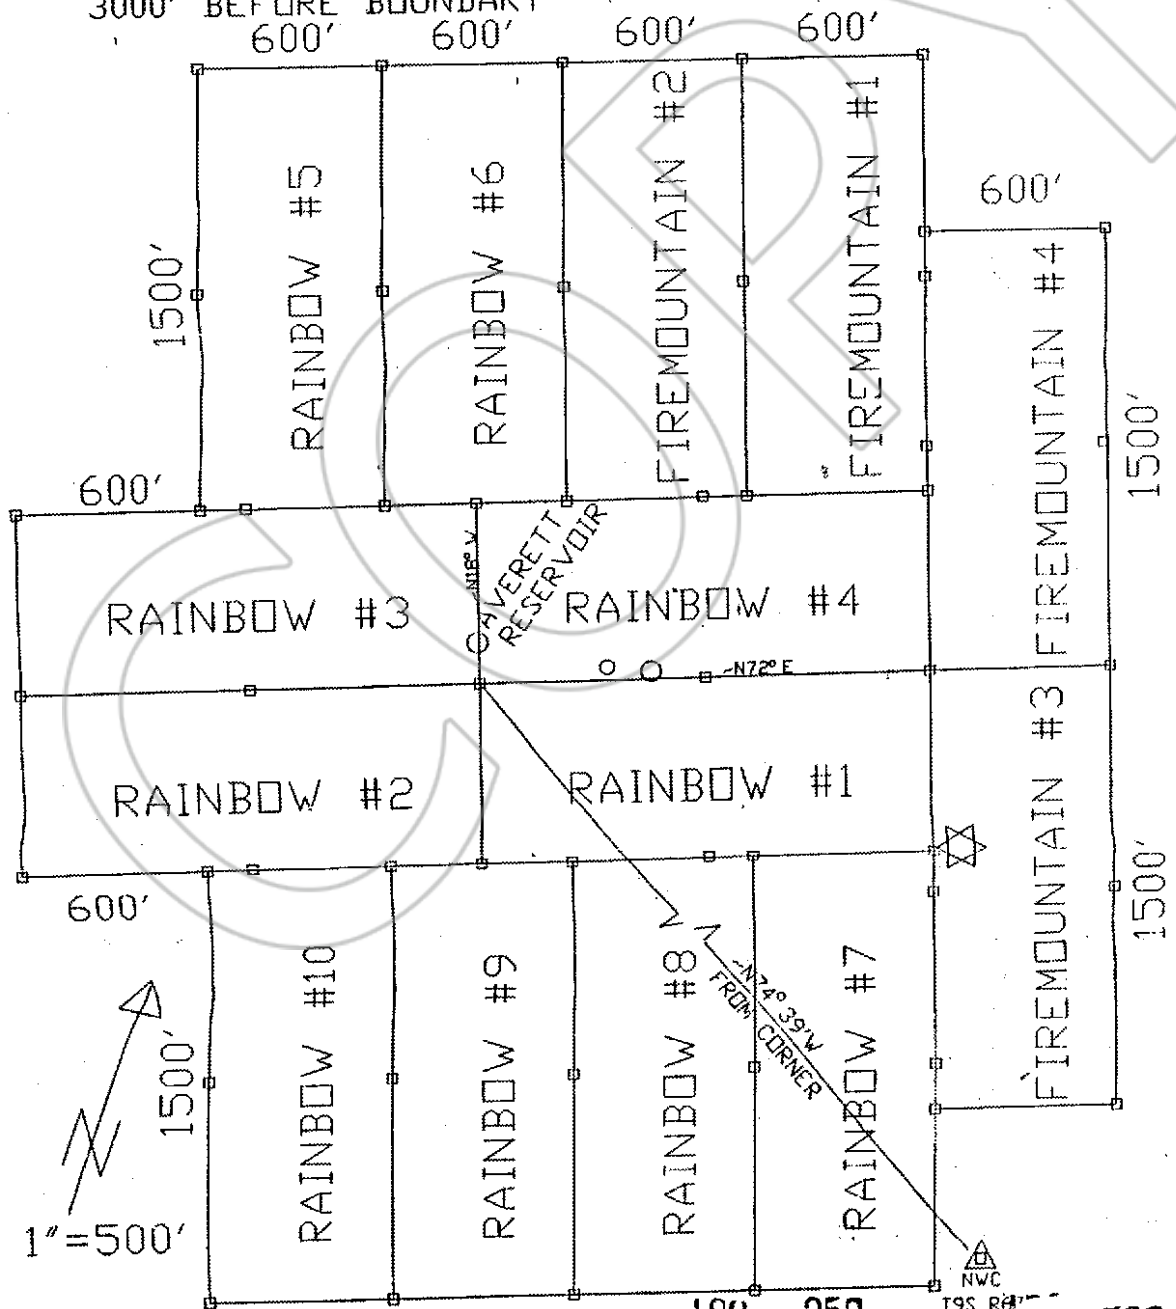 3000' BEFORE BOUNDARY
600' 600' 600' 600'
RAINBOW #5
RAINBOW #6
FIREMOUNTAIN #2
FIREMOUNTAIN #1
600'
1500'
FIREMOUNTAIN #4
1500'
600'
~N18° W
AVERETT
RESERVOIR
RAINBOW #3
RAINBOW #4
~N72° E
RAINBOW #2
RAINBOW #1
FIREMOUNTAIN #3
1500'
600'
RAINBOW #10
RAINBOW #9
RAINBOW #8
RAINBOW #7
~N74° 39'W
FROM CORNER
1500'
N
1"=500'
NWC
T9S
COPY